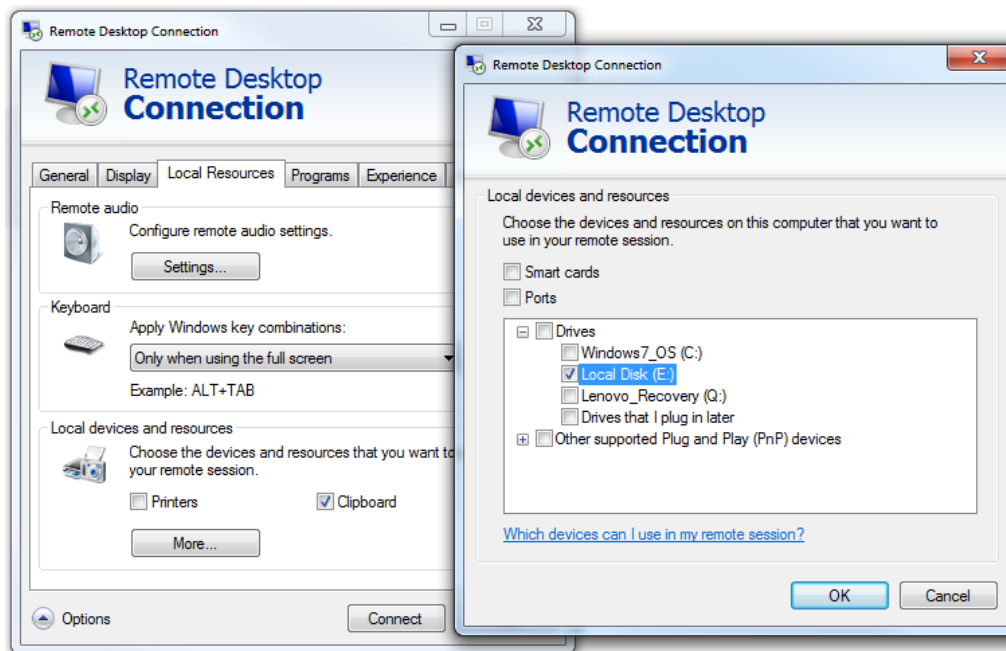 Remote Desktop Connection
Remote Desktop
Connection
General Display Local Resources Programs Experience
Remote audio
Configure remote audio settings.
Settings...
Keyboard
Apply Windows key combinations:
Only when using the full screen
Example: ALT+TAB
Local devices and resources
Choose the devices and resources that you want to
your remote session.
Printers Clipboard
More...
Options Connect
Remote Desktop Connection
Remote Desktop
Connection
Local devices and resources
Choose the devices and resources on this computer that you want to
use in your remote session.
Smart cards
Ports
Drives
Windows7_OS (C:)
Local Disk (E:)
Lenovo_Recovery (Q:)
Drives that I plug in later
Other supported Plug and Play (PnP) devices
Which devices can I use in my remote session?
OK Cancel